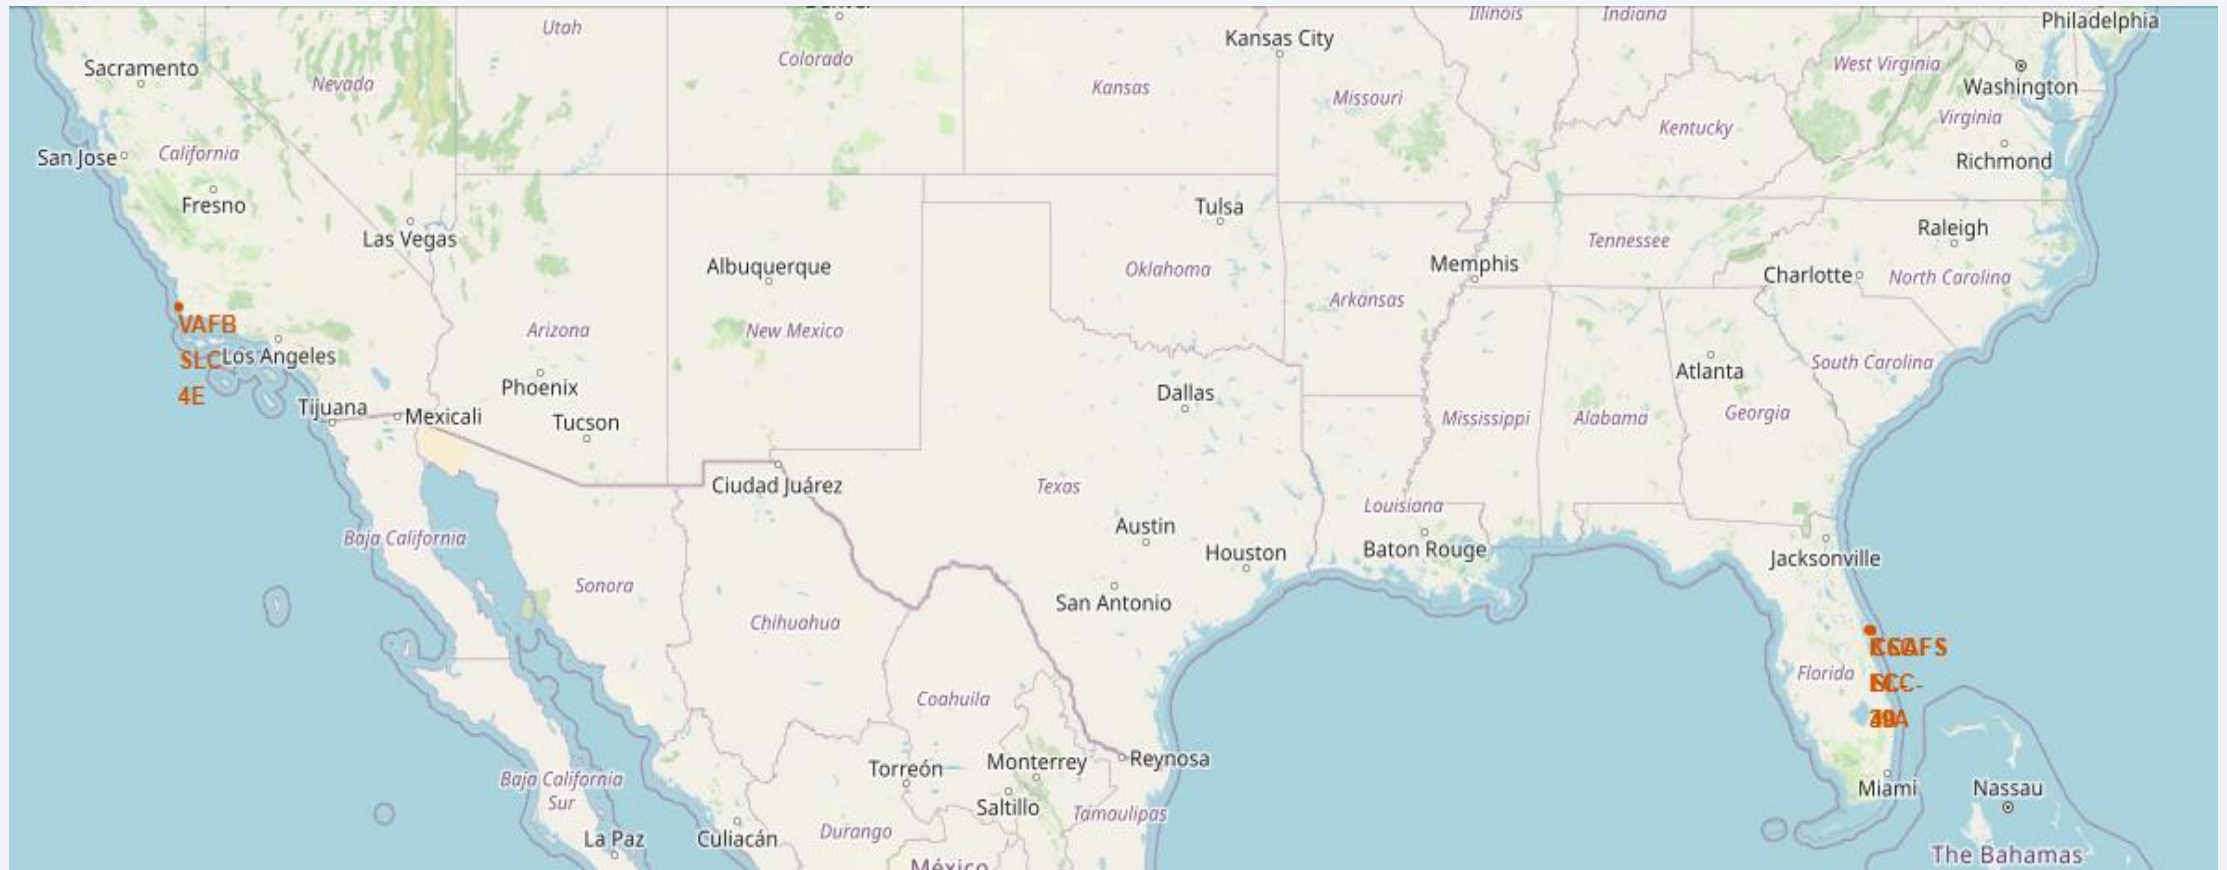 Denver
Utah
Colorado
Kansas City
Illinois
Indiana
Philadelphia
Sacramento
Nevada
Kansas
Missouri
West Virginia
Washington
Virginia
Kentucky
San Jose
California
Richmond
Fresno
Las Vegas
Tulsa
Raleigh
Tennessee
Albuquerque
Oklahoma
Memphis
Charlotte
North Carolina
Arkansas
VAFB
SLC
4E
Los Angeles
Arizona
New Mexico
South Carolina
Phoenix
Dallas
Atlanta
Tijuana
Mexicali
Tucson
Mississippi
Alabama
Georgia
Ciudad Juárez
Texas
Louisiana
Austin
Baja California
Houston
Baton Rouge
Jacksonville
Sonora
San Antonio
Chihuahua
Florida
Coahuila
Torreón
Monterrey
Reynosa
Baja California
Sur
Saltillo
Tamaulipas
Miami
Nassau
La Paz
Culiacán
Durango
México
The Bahamas